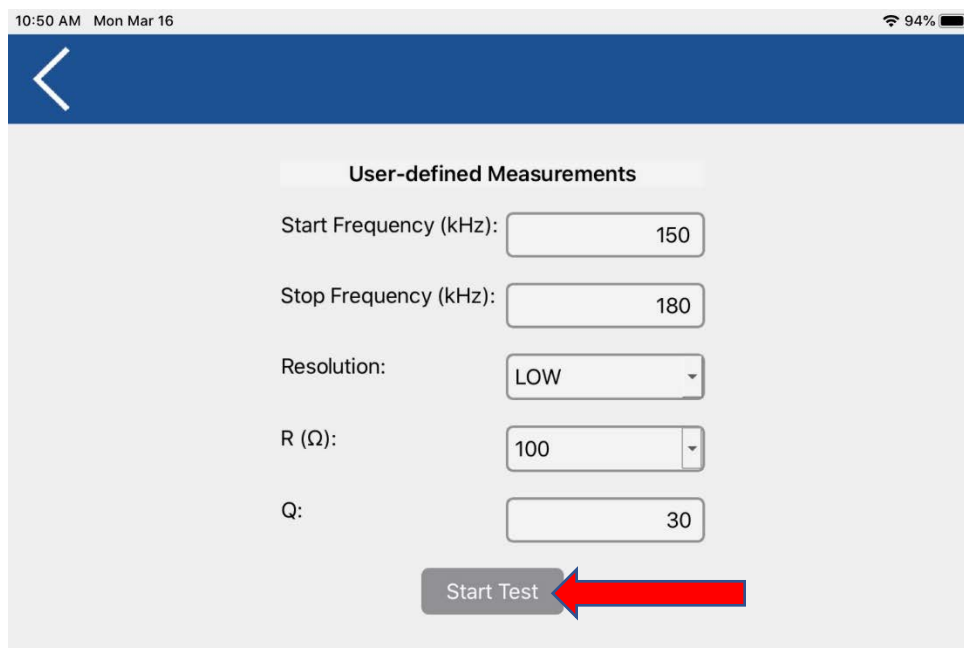 10:50 AM Mon Mar 16 94%
User-defined Measurements
Start Frequency (kHz): 150
Stop Frequency (kHz): 180
Resolution: LOW
R (Ω): 100
Q: 30
Start Test